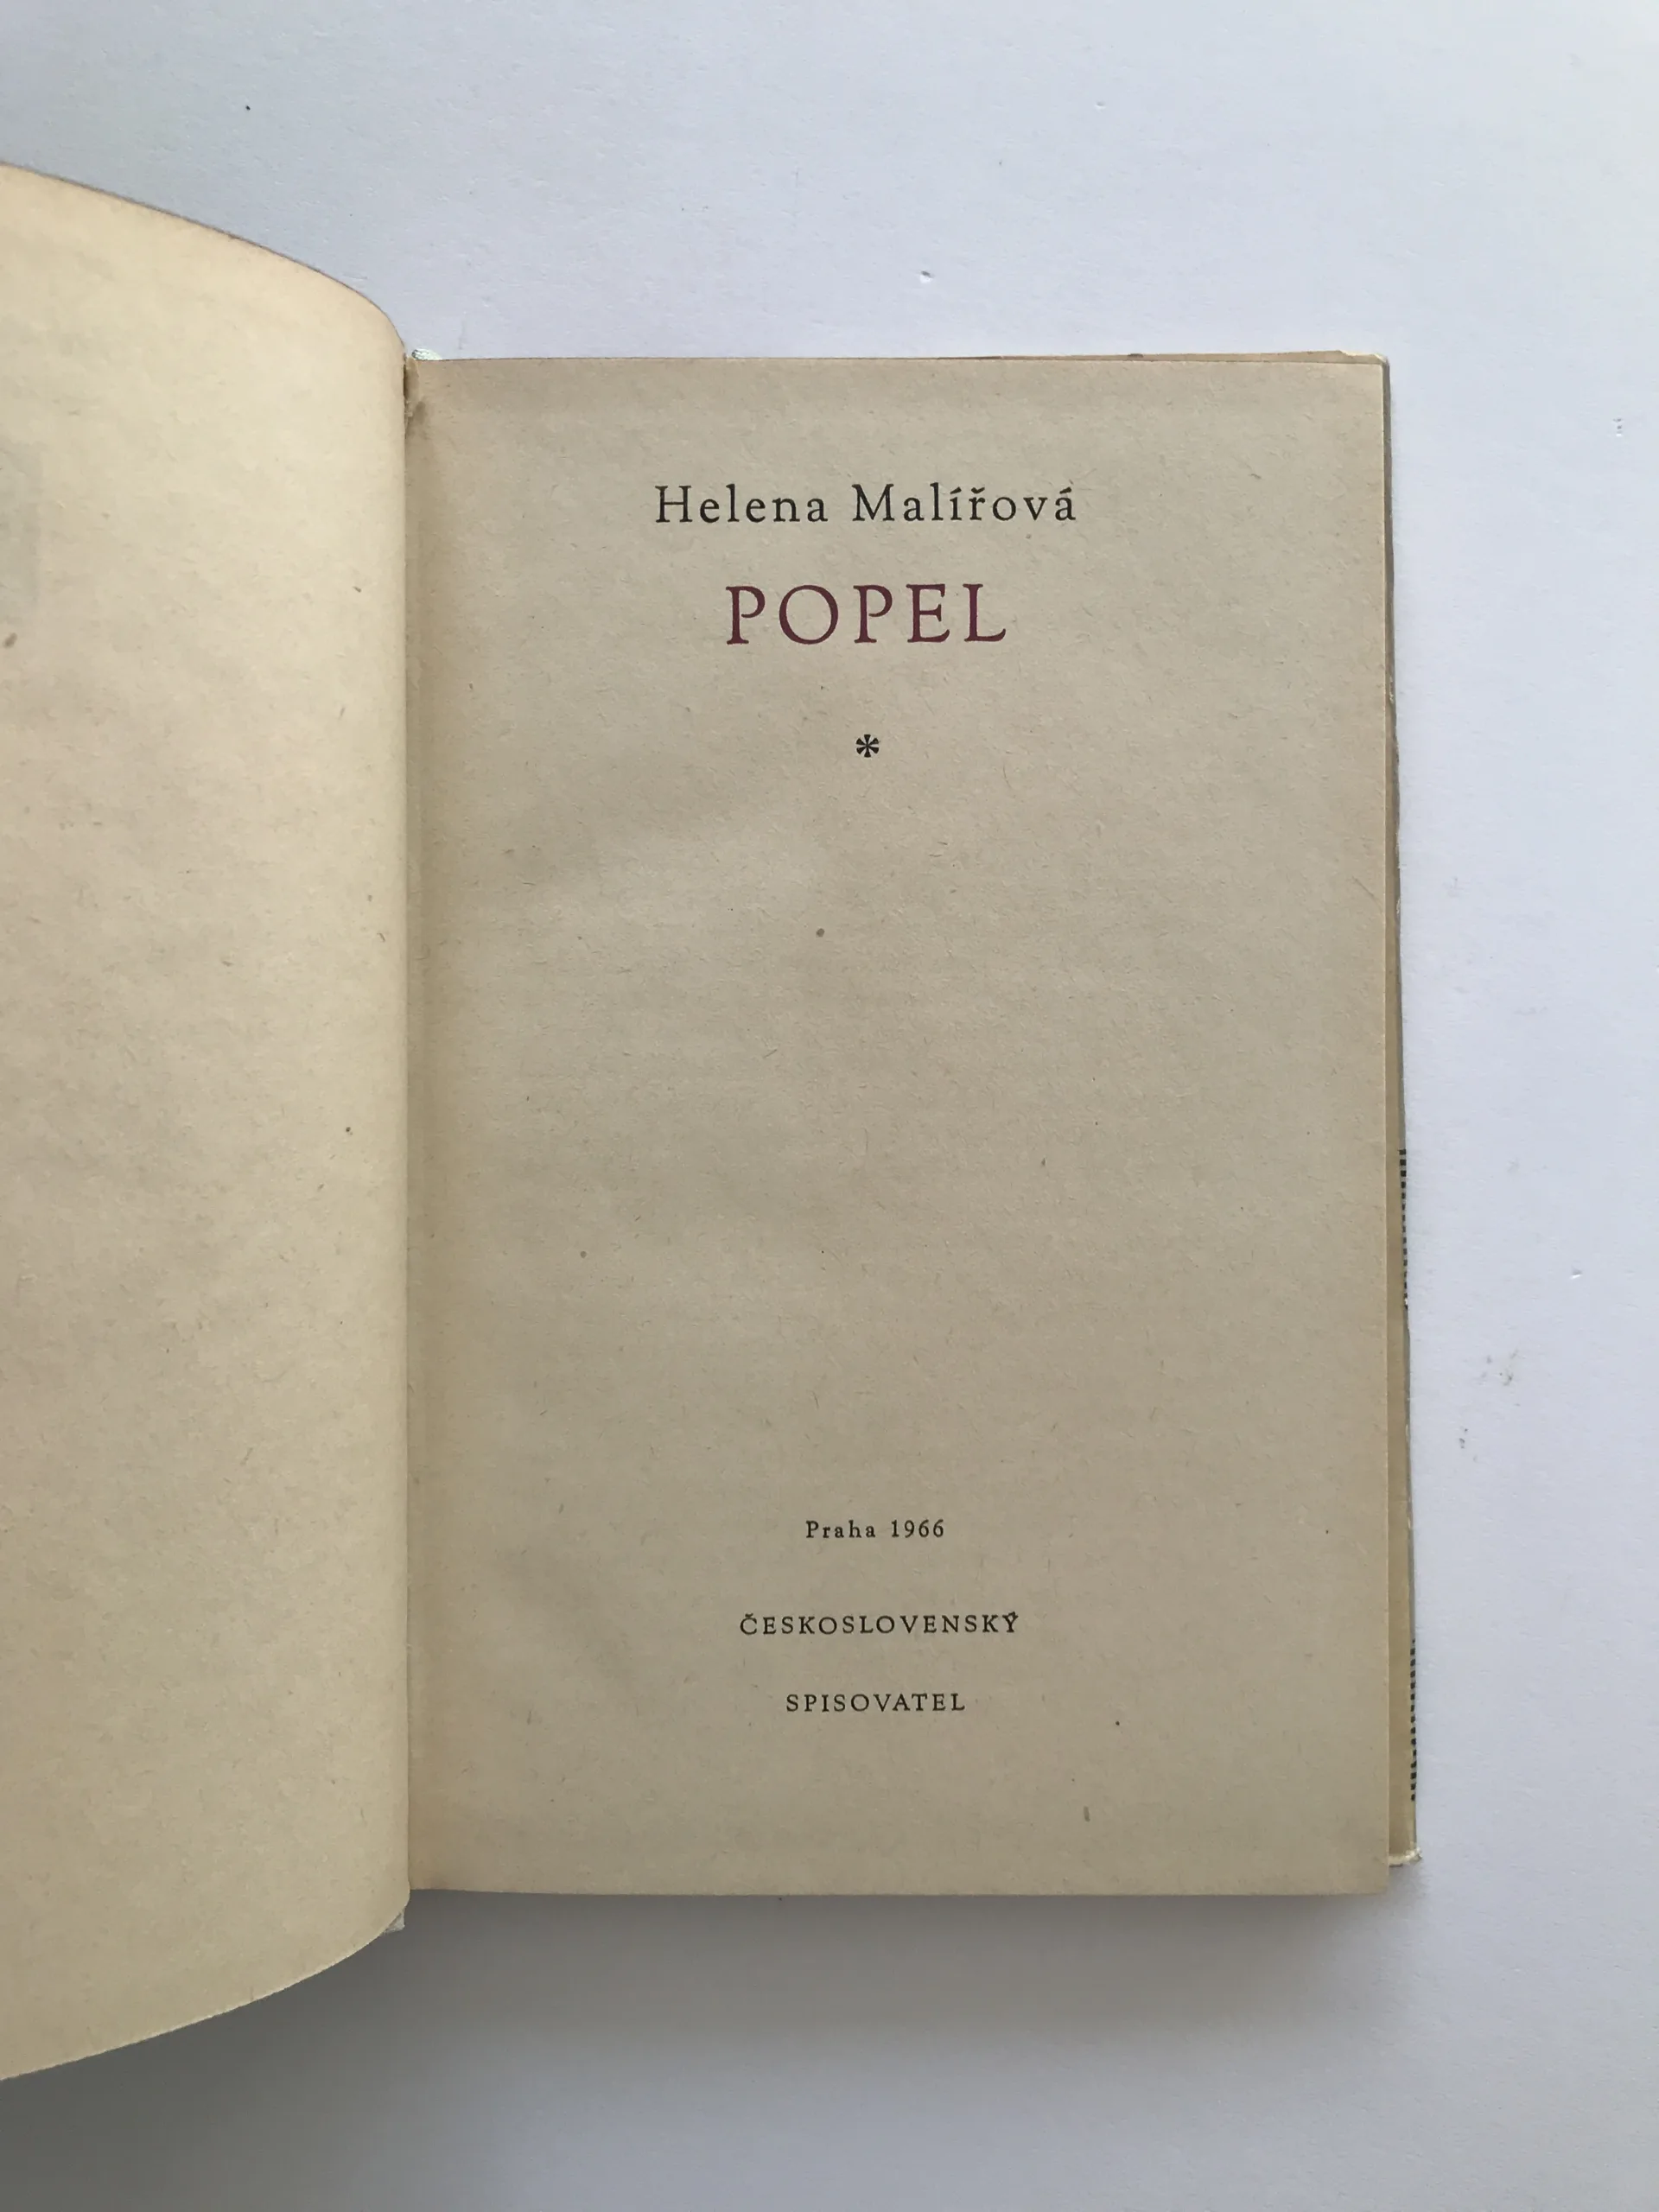 Helena Malířová
POPEL
*
Praha 1966
ČESKOSLOVENSKÝ
SPISOVATEL